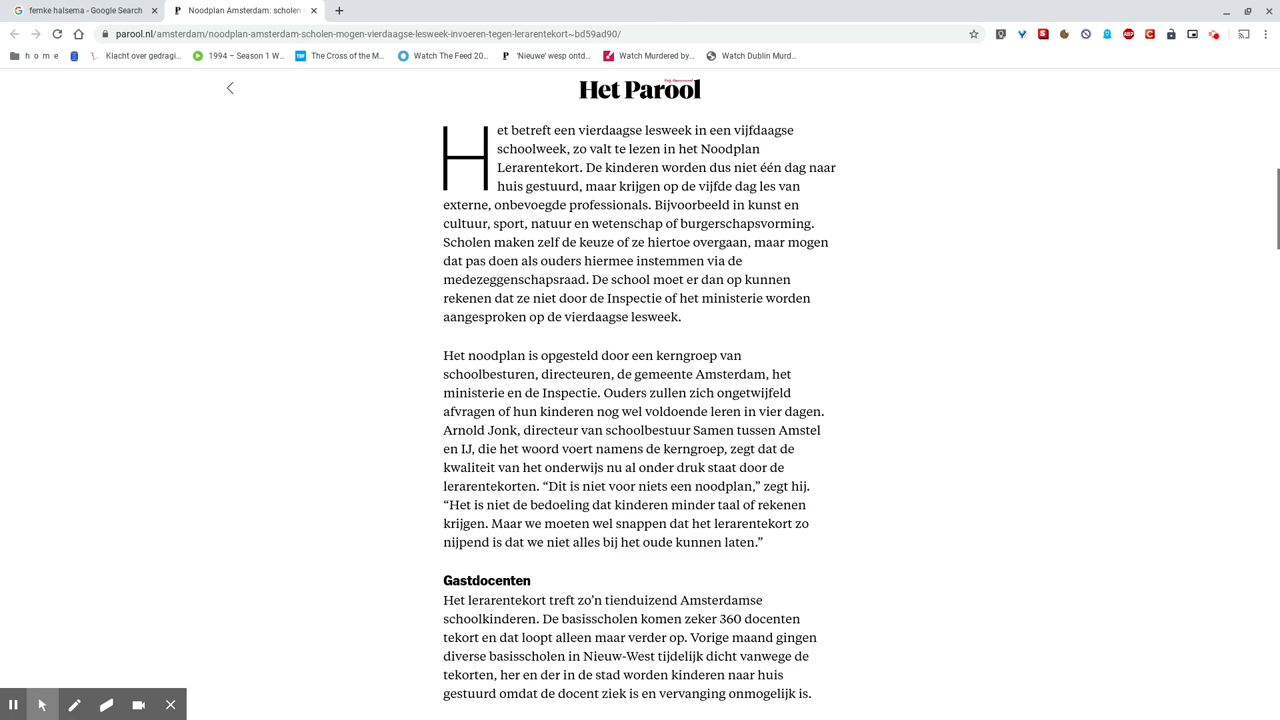 femke halsema - Google Search
Noodplan Amsterdam: scholen
parool.nl/amsterdam/noodplan-amsterdam-scholen-mogen-vierdaagse-lesweek-invoeren-tegen-lerarentekort~bd59ad90/
h o m e
Klacht over gedragi...
1994 – Season 1 W...
The Cross of the M...
Watch The Feed 20...
'Nieuwe' wesp ontd...
Watch Murdered by...
Watch Dublin Murd...
Het Parool
Het betreft een vierdaagse lesweek in een vijfdaagse
schoolweek, zo valt te lezen in het Noodplan
Lerarentekort. De kinderen worden dus niet één dag naar
huis gestuurd, maar krijgen op de vijfde dag les van
externe, onbevoegde professionals. Bijvoorbeeld in kunst en
cultuur, sport, natuur en wetenschap of burgerschapsvorming.
Scholen maken zelf de keuze of ze hiertoe overgaan, maar mogen
dat pas doen als ouders hiermee instemmen via de
medezeggenschapsraad. De school moet er dan op kunnen
rekenen dat ze niet door de Inspectie of het ministerie worden
aangesproken op de vierdaagse lesweek.
Het noodplan is opgesteld door een kerngroep van
schoolbesturen, directeuren, de gemeente Amsterdam, het
ministerie en de Inspectie. Ouders zullen zich ongetwijfeld
afvragen of hun kinderen nog wel voldoende leren in vier dagen.
Arnold Jonk, directeur van schoolbestuur Samen tussen Amstel
en IJ, die het woord voert namens de kerngroep, zegt dat de
kwaliteit van het onderwijs nu al onder druk staat door de
lerarentekorten. “Dit is niet voor niets een noodplan,” zegt hij.
“Het is niet de bedoeling dat kinderen minder taal of rekenen
krijgen. Maar we moeten wel snappen dat het lerarentekort zo
nijpend is dat we niet alles bij het oude kunnen laten.”
Gastdocenten
Het lerarentekort treft zo’n tienduizend Amsterdamse
schoolkinderen. De basisscholen komen zeker 360 docenten
tekort en dat loopt alleen maar verder op. Vorige maand gingen
diverse basisscholen in Nieuw-West tijdelijk dicht vanwege de
tekorten, her en der in de stad worden kinderen naar huis
gestuurd omdat de docent ziek is en vervanging onmogelijk is.